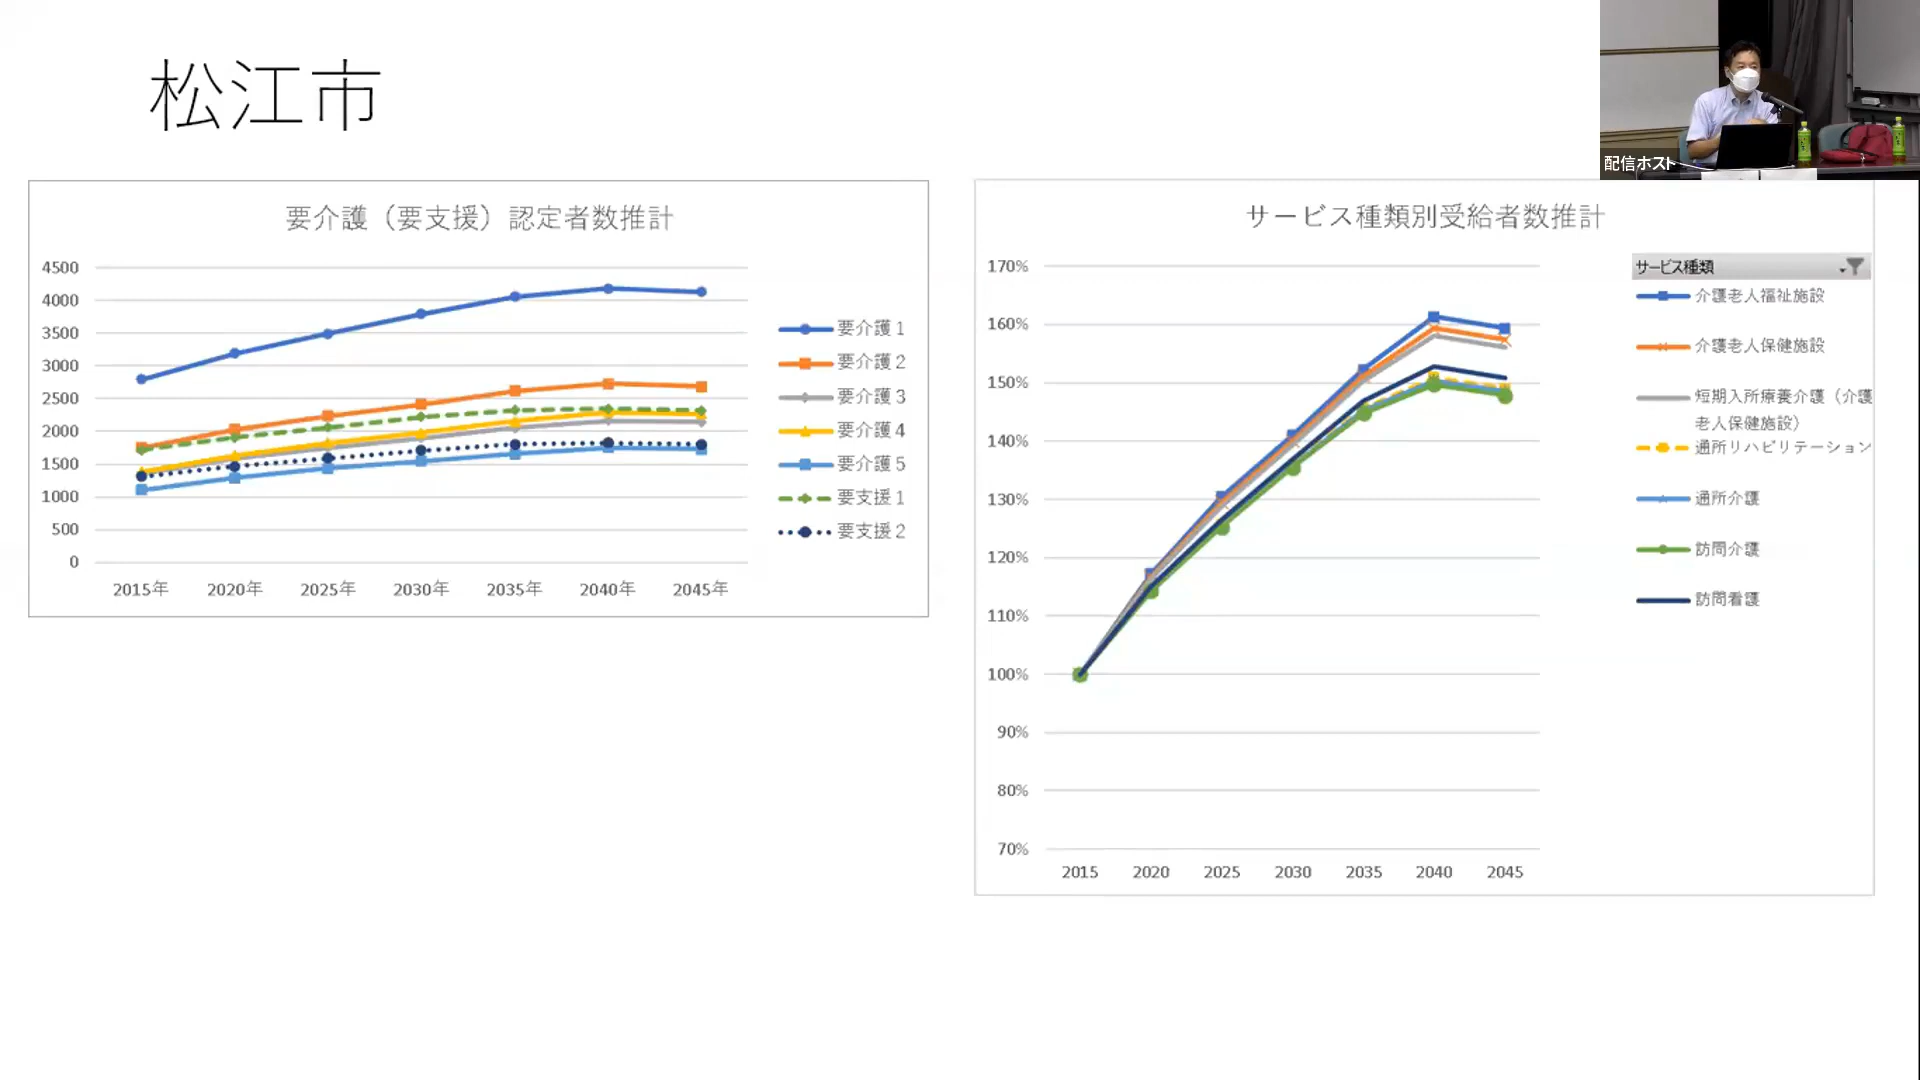 松江市
配信ホスト
要介護（要支援）認定者数推計
4500
4000
3500
3000
2500
2000
1500
1000
500
0
2015年 2020年 2025年 2030年 2035年 2040年 2045年
要介護１
要介護２
要介護３
要介護４
要介護５
要支援１
要支援２
サービス種類別受給者数推計
170%
160%
150%
140%
130%
120%
110%
100%
90%
80%
70%
2015 2020 2025 2030 2035 2040 2045
サービス種類
介護老人福祉施設
介護老人保健施設
短期入所療養介護（介護
老人保健施設）
通所リハビリテーション
通所介護
訪問介護
訪問看護